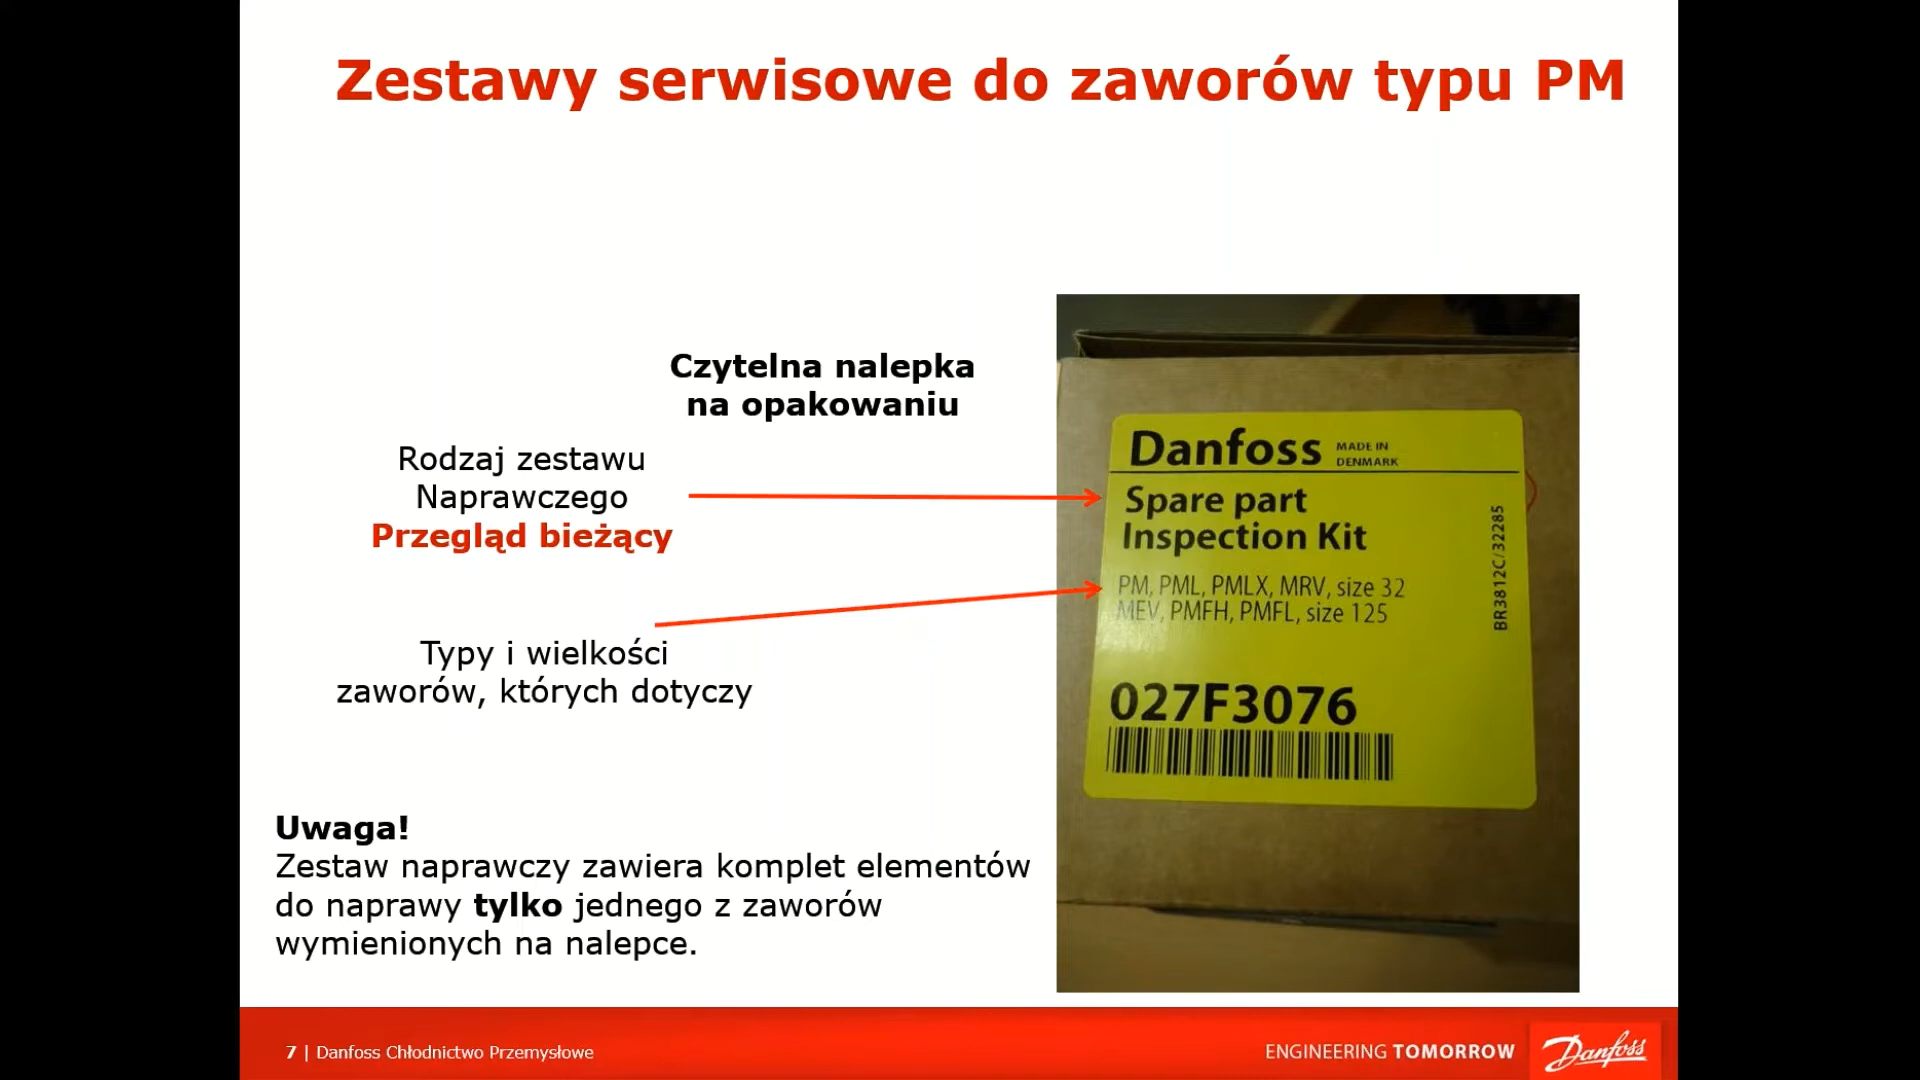 Zestawy serwisowe do zaworów typu PM
Czytelna nalepka
na opakowaniu
Rodzaj zestawu
Naprawczego
Przegląd bieżący
Typy i wielkości
zaworów, których dotyczy
Danfoss MADE IN
DENMARK
Spare part
Inspection Kit
PM, PML, PMLX, MRV, size 32
MEV, PMFH, PMFL, size 125
BR3812C/32285
027F3076
Uwaga!
Zestaw naprawczy zawiera komplet elementów
do naprawy tylko jednego z zaworów
wymienionych na nalepce.
7 | Danfoss Chłodnictwo Przemysłowe
ENGINEERING TOMORROW
Danfoss